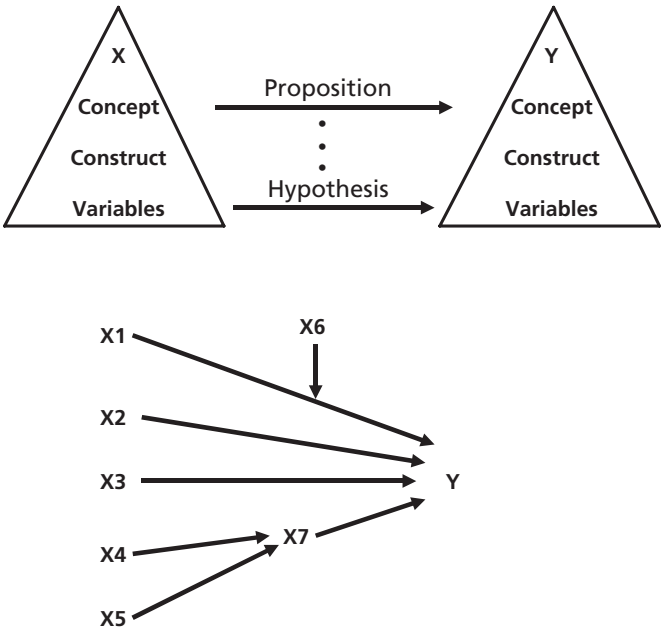 X
Concept
Construct
Variables
Proposition
Hypothesis
Y
Concept
Construct
Variables
X1
X6
X2
X3
Y
X4
X7
X5